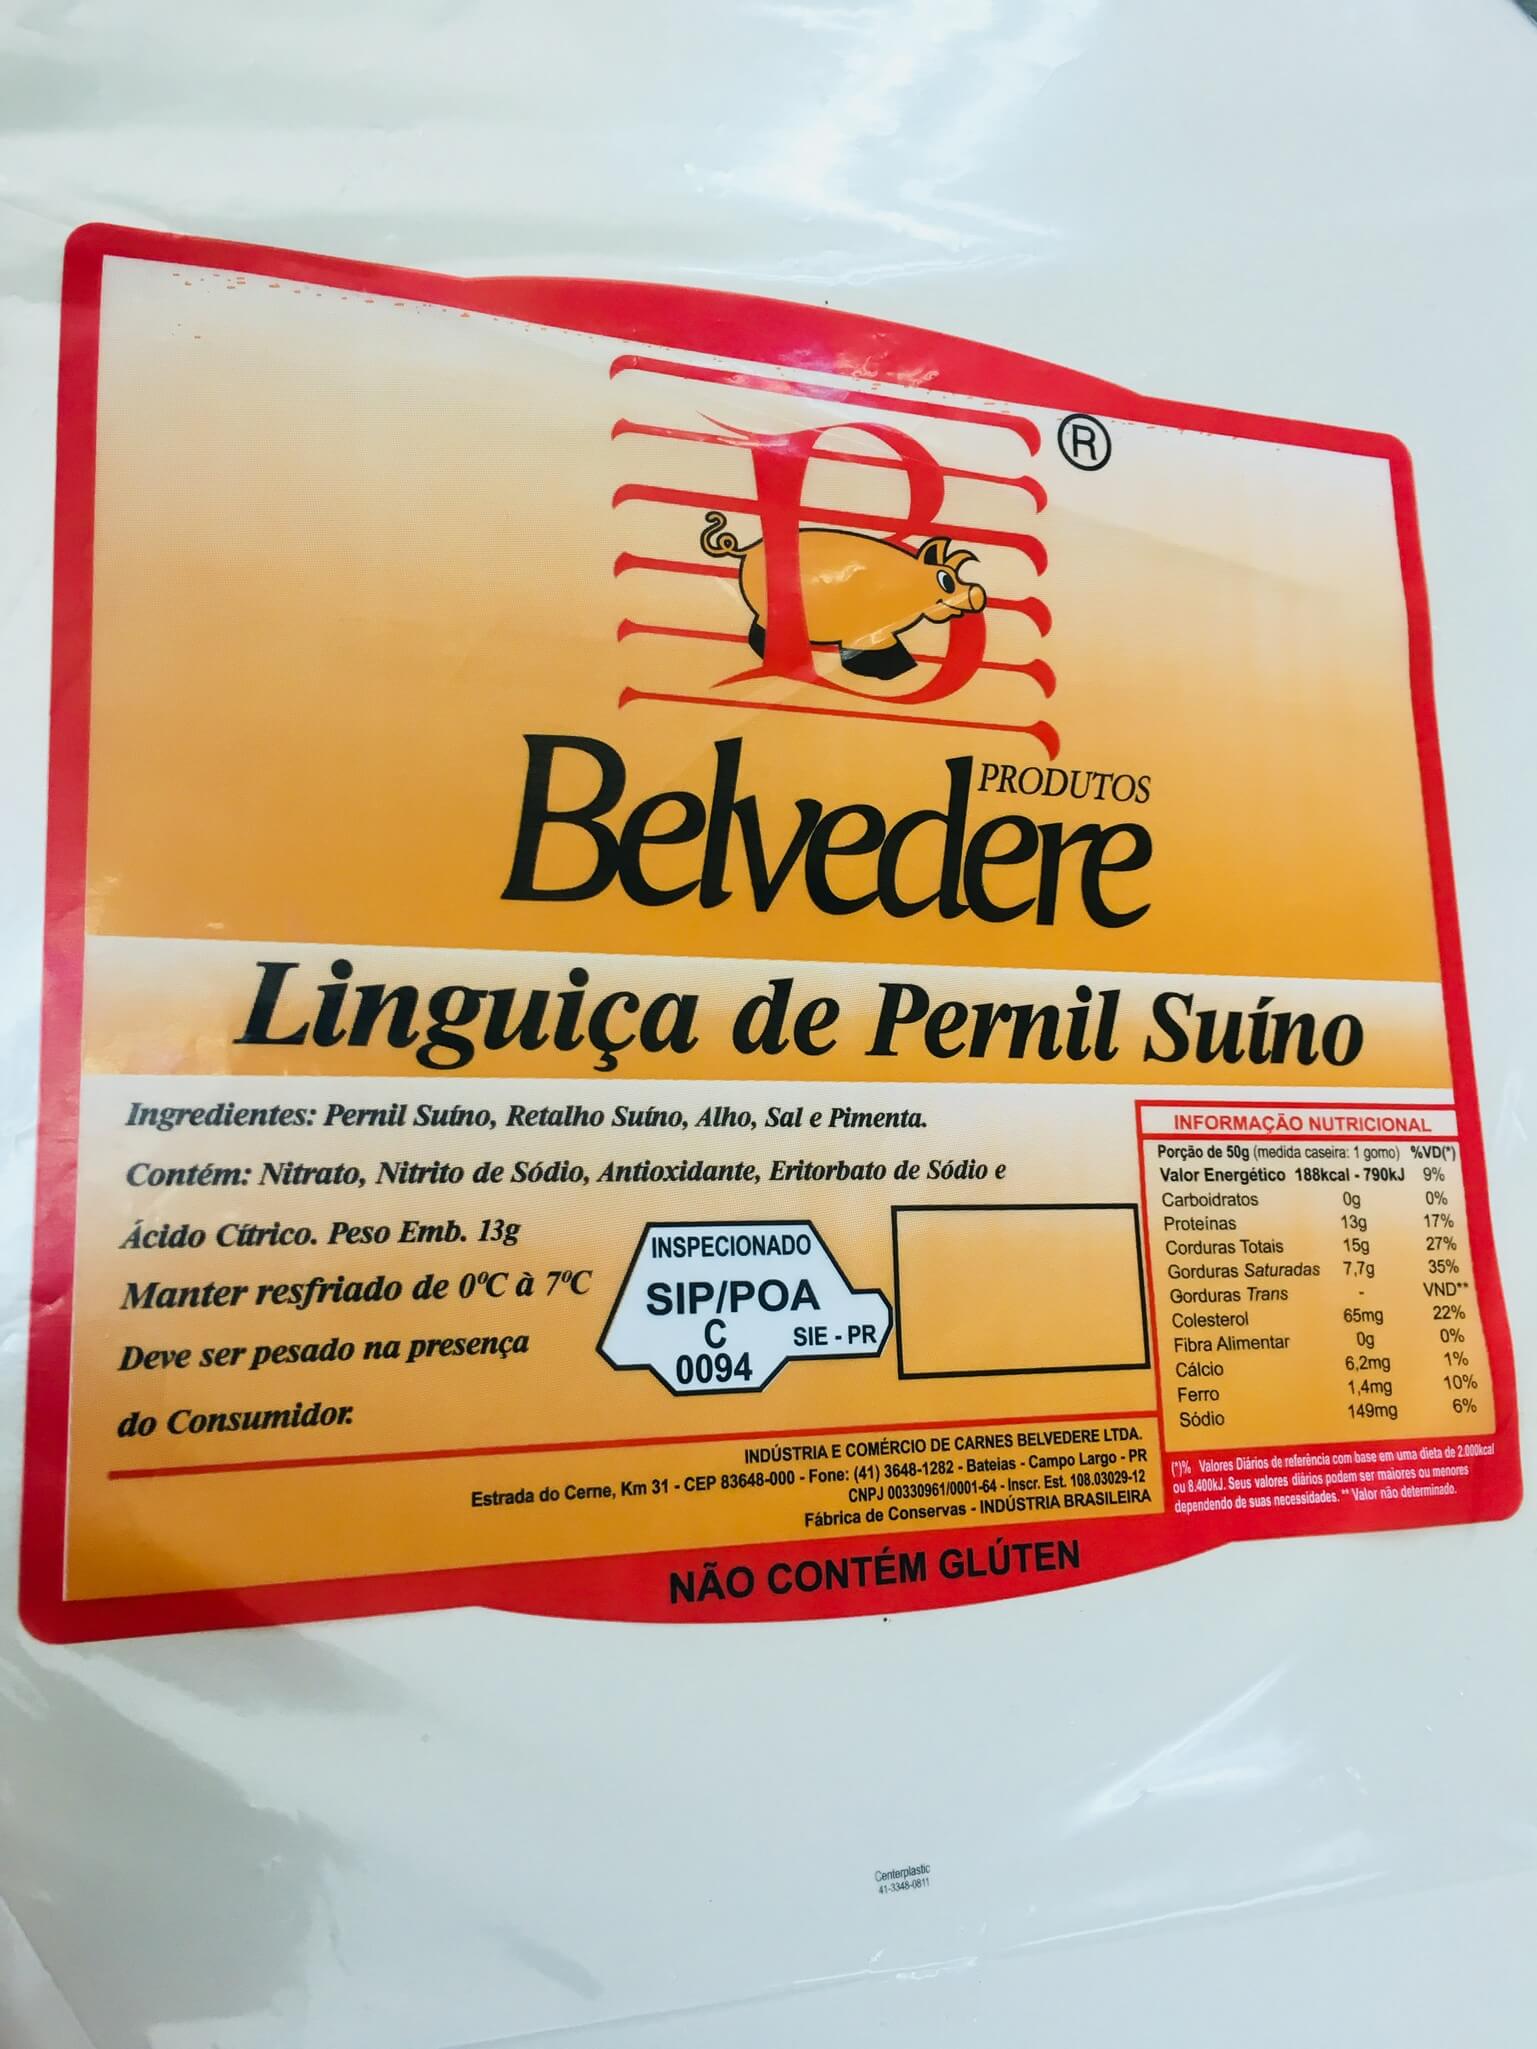 B
®
PRODUTOS
Belvedere
Linguiça de Pernil Suíno
Ingredientes: Pernil Suíno, Retalho Suíno, Alho, Sal e Pimenta.
Contém: Nitrato, Nitrito de Sódio, Antioxidante, Eritorbato de Sódio e
Ácido Cítrico. Peso Emb. 13g
Manter resfriado de 0ºC à 7ºC
Deve ser pesado na presença
do Consumidor.
INSPECIONADO
SIP/POA
C
SIE - PR
0094
INFORMAÇÃO NUTRICIONAL
Porção de 50g (medida caseira: 1 gomo) %VD(*)
Valor Energético 188kcal - 790kJ 9%
Carboidratos 0g 0%
Proteínas 13g 17%
Corduras Totais 15g 27%
Gorduras Saturadas 7,7g 35%
Gorduras Trans - VND**
Colesterol 65mg 22%
Fibra Alimentar 0g 0%
Cálcio 6,2mg 1%
Ferro 1,4mg 10%
Sódio 149mg 6%
(*)% Valores Diários de referência com base em uma dieta de 2.000kcal
ou 8.400kJ. Seus valores diários podem ser maiores ou menores
dependendo de suas necessidades. ** Valor não determinado.
INDÚSTRIA E COMÉRCIO DE CARNES BELVEDERE LTDA.
Estrada do Cerne, Km 31 - CEP 83648-000 - Fone: (41) 3648-1282 - Bateias - Campo Largo - PR
CNPJ 00330961/0001-64 - Inscr. Est. 108.03029-12
Fábrica de Conservas - INDÚSTRIA BRASILEIRA
NÃO CONTÉM GLÚTEN
Centerplastic
41-3348-0811